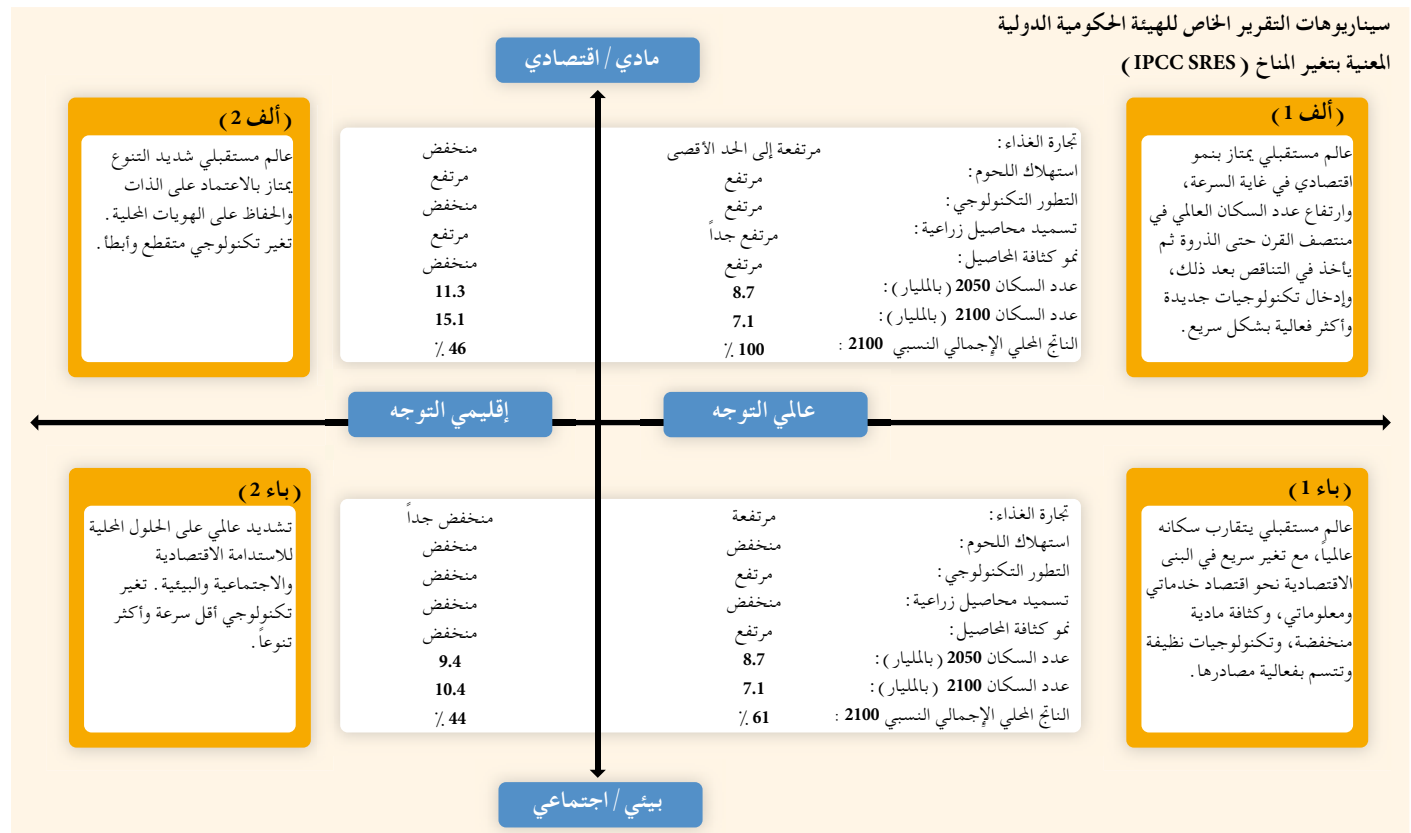 سيناريوهات التقرير الخاص للهيئة الحكومية الدولية
المعنية بتغير المناخ ( IPCC SRES )
مادي / اقتصادي
( ألف 1 )
عالم مستقبلي يمتاز بنمو
اقتصادي في غاية السرعة،
وارتفاع عدد السكان العالمي في
منتصف القرن حتى الذروة ثم
يأخذ في التناقص بعد ذلك،
وإدخال تكنولوجيات جديدة
وأكثر فعالية بشكل سريع.
تجارة الغذاء: مرتفعة إلى الحد الأقصى منخفض
استهلاك اللحوم: مرتفع مرتفع
التطور التكنولوجي: مرتفع منخفض
تسميد محاصيل زراعية: مرتفع جداً مرتفع
نمو كثافة المحاصيل: مرتفع منخفض
عدد السكان 2050 ( بالمليار ): 8.7 11.3
عدد السكان 2100 ( بالمليار ): 7.1 15.1
الناتج المحلي الإجمالي النسبي 2100 : 100 ٪ 46 ٪
( ألف 2 )
عالم مستقبلي شديد التنوع
يمتاز بالاعتماد على الذات
والحفاظ على الهويات المحلية.
تغير تكنولوجي متقطع وأبطأ.
عالمي التوجه
إقليمي التوجه
( باء 1 )
عالم مستقبلي يتقارب سكانه
عالمياً، مع تغير سريع في البنى
الاقتصادية نحو اقتصاد خدماتي
ومعلوماتي، وكثافة مادية
منخفضة، وتكنولوجيات نظيفة
وتتسم بفعالية مصادرها.
تجارة الغذاء: مرتفعة منخفض جداً
استهلاك اللحوم: منخفض منخفض
التطور التكنولوجي: مرتفع منخفض
تسميد محاصيل زراعية: منخفض منخفض
نمو كثافة المحاصيل: مرتفع منخفض
عدد السكان 2050 ( بالمليار ): 8.7 9.4
عدد السكان 2100 ( بالمليار ): 7.1 10.4
الناتج المحلي الإجمالي النسبي 2100 : 61 ٪ 44 ٪
( باء 2 )
تشديد عالمي على الحلول المحلية
للاستدامة الاقتصادية
والاجتماعية والبيئية. تغير
تكنولوجي أقل سرعة وأكثر
تنوعاً.
بيئي / اجتماعي